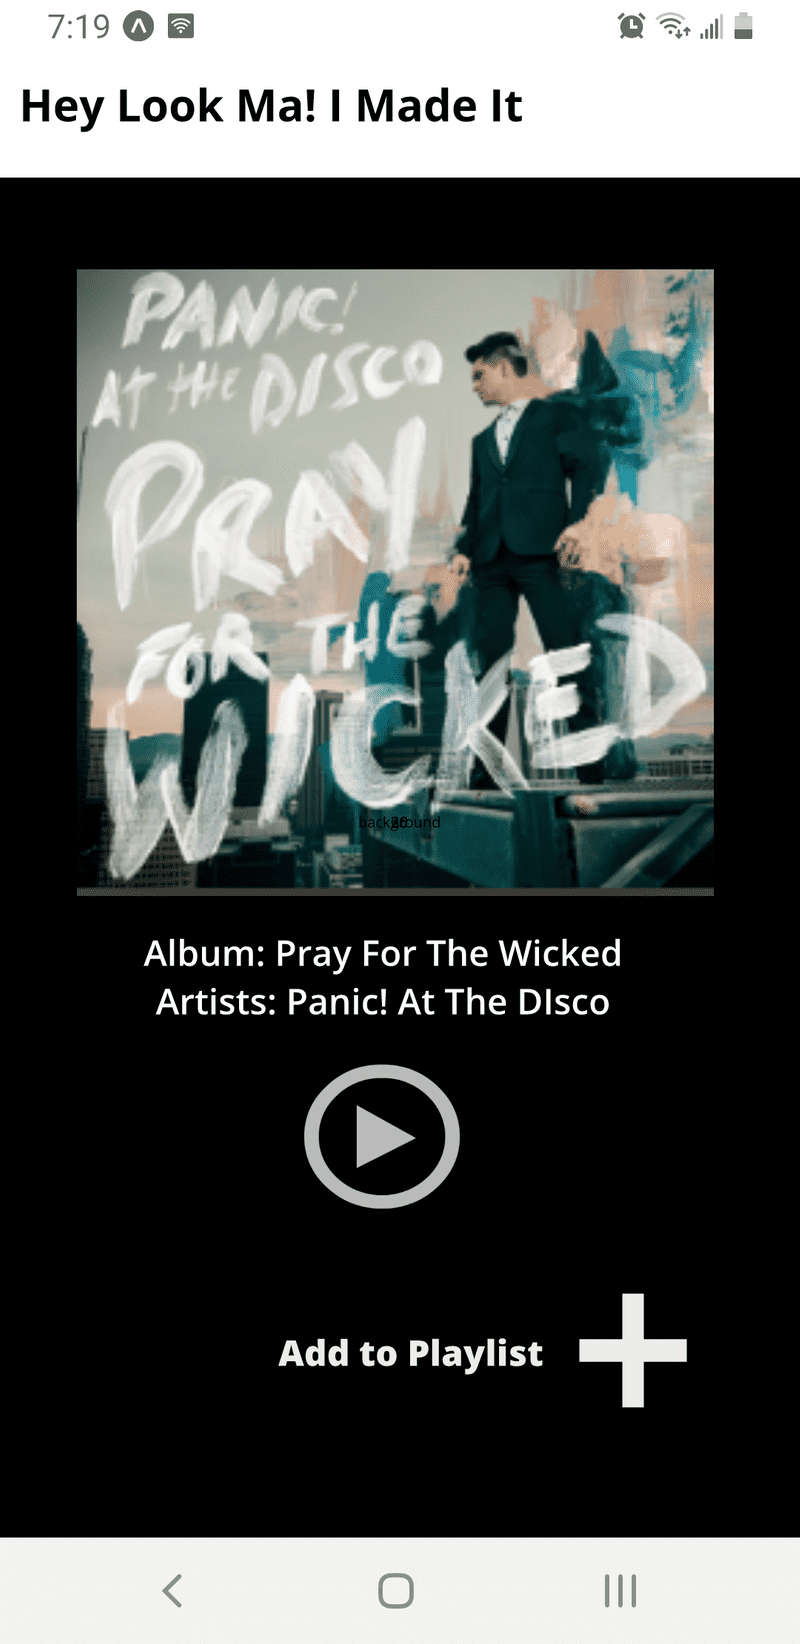 7:19
Hey Look Ma! I Made It
PANIC!
AT THE DISCO
PRAY
FOR THE
WICKED
background
Album: Pray For The Wicked
Artists: Panic! At The DIsco
Add to Playlist